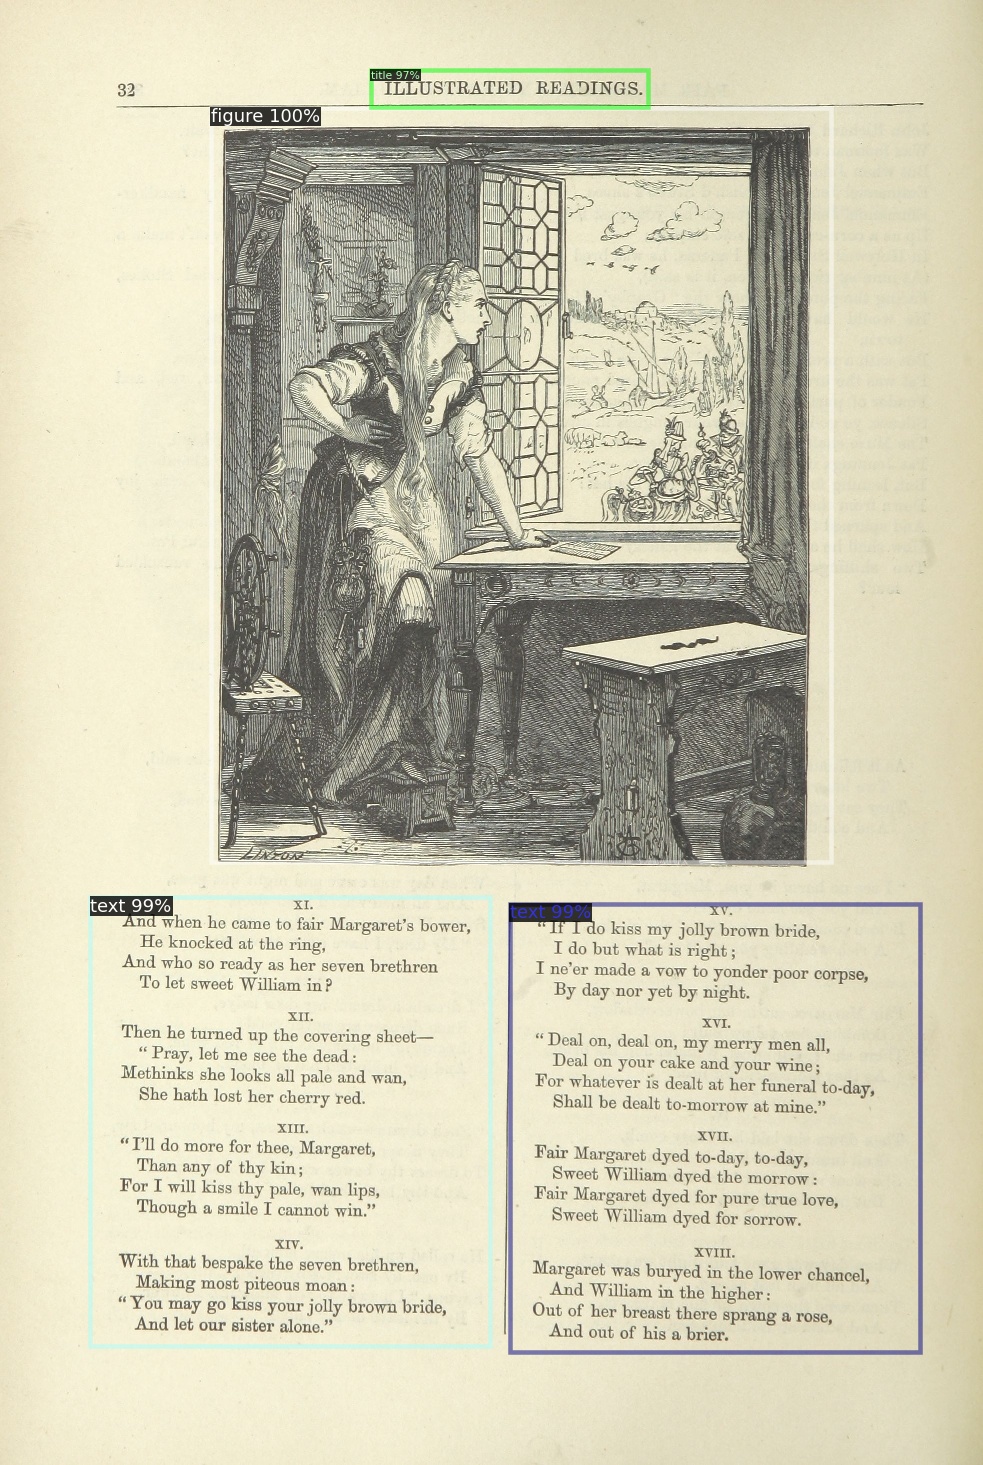 32
title 97%
ILLUSTRATED READINGS.
figure 100%
LINTON
text 99%
XI.
And when he came to fair Margaret's bower,
He knocked at the ring,
And who so ready as her seven brethren
To let sweet William in?
XII.
Then he turned up the covering sheet—
“Pray, let me see the dead:
Methinks she looks all pale and wan,
She hath lost her cherry red.
XIII.
“I'll do more for thee, Margaret,
Than any of thy kin;
For I will kiss thy pale, wan lips,
Though a smile I cannot win.”
XIV.
With that bespake the seven brethren,
Making most piteous moan:
“You may go kiss your jolly brown bride,
And let our sister alone.”
text 99%
XV.
“If I do kiss my jolly brown bride,
I do but what is right;
I ne'er made a vow to yonder poor corpse,
By day nor yet by night.
XVI.
“Deal on, deal on, my merry men all,
Deal on your cake and your wine;
For whatever is dealt at her funeral to-day,
Shall be dealt to-morrow at mine.”
XVII.
Fair Margaret dyed to-day, to-day,
Sweet William dyed the morrow:
Fair Margaret dyed for pure true love,
Sweet William dyed for sorrow.
XVIII.
Margaret was buryed in the lower chancel,
And William in the higher:
Out of her breast there sprang a rose,
And out of his a brier.